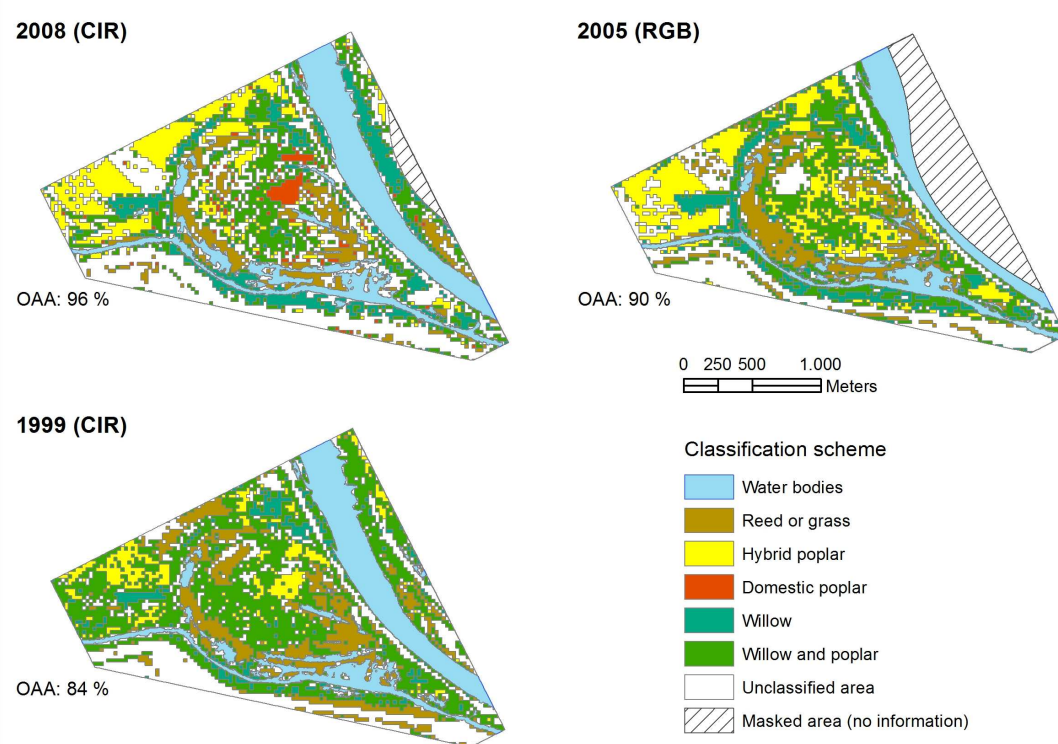 2008 (CIR)
OAA: 96 %
2005 (RGB)
OAA: 90 %
0 250 500 1.000
Meters
1999 (CIR)
OAA: 84 %
Classification scheme
Water bodies
Reed or grass
Hybrid poplar
Domestic poplar
Willow
Willow and poplar
Unclassified area
Masked area (no information)